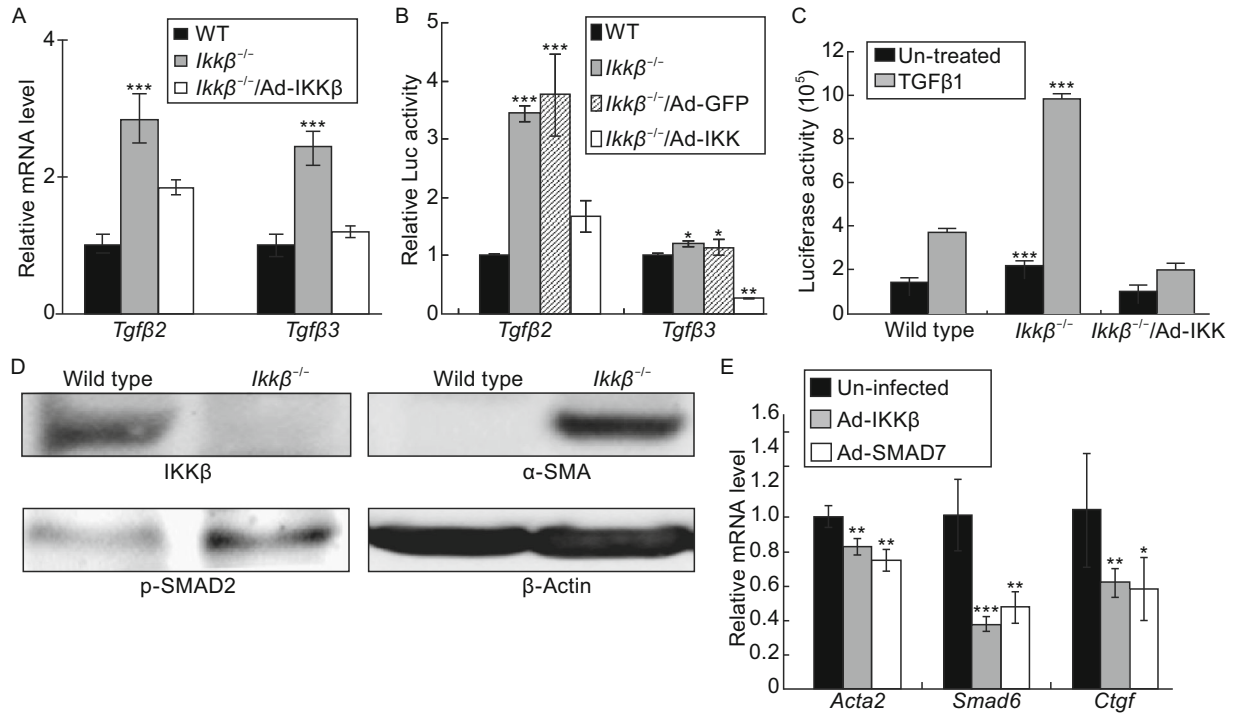 A
Relative mRNA level
4
2
0
WT
Ikkβ⁻/⁻
Ikkβ⁻/⁻/Ad-IKKβ
***
***
Tgfβ2
Tgfβ3
B
Relative Luc activity
5
4
3
2
1
0
WT
Ikkβ⁻/⁻
Ikkβ⁻/⁻/Ad-GFP
Ikkβ⁻/⁻/Ad-IKK
***
***
*
*
**
Tgfβ2
Tgfβ3
C
Luciferase activity (10⁵)
12
10
8
6
4
2
0
Un-treated
TGFβ1
***
***
Wild type
Ikkβ⁻/⁻
Ikkβ⁻/⁻/Ad-IKK
D
Wild type
Ikkβ⁻/⁻
Wild type
Ikkβ⁻/⁻
IKKβ
α-SMA
p-SMAD2
β-Actin
E
Relative mRNA level
1.6
1.4
1.2
1.0
0.8
0.6
0.4
0.2
0
Un-infected
Ad-IKKβ
Ad-SMAD7
**
**
***
**
**
*
Acta2
Smad6
Ctgf